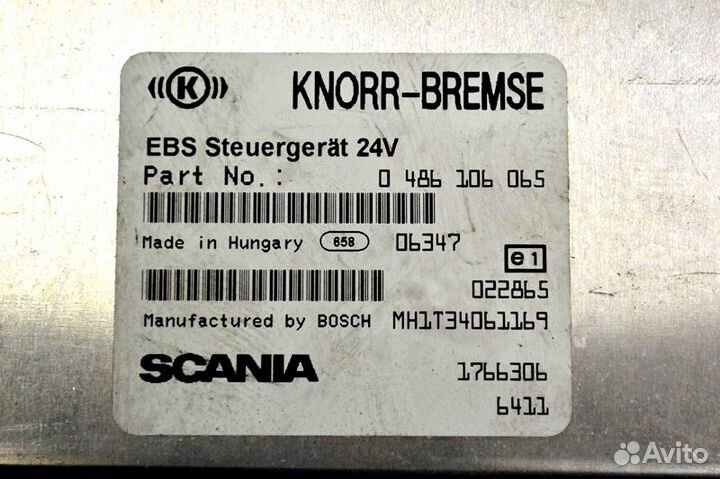 ((K)) KNORR-BREMSE
EBS Steuergerät 24V
Part No.: 0 486 106 065
Made in Hungary 658 06347
e1
022865
Manufactured by BOSCH MH1T34061169
SCANIA 1766306
6411
Avito